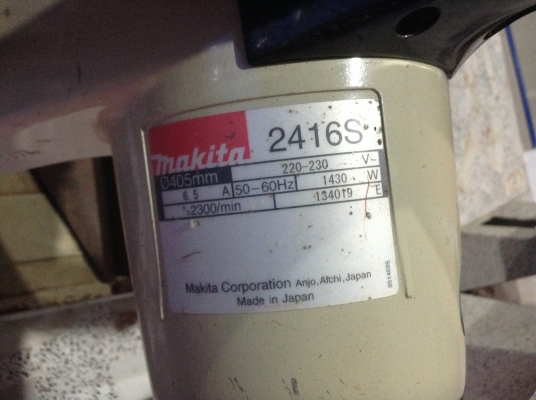 makita 2416S
Ø405mm 220-230 V~
6.5 A 50-60Hz 1430 W
n₀2300/min 134019 E
Makita Corporation Anjo, Aichi, Japan
Made in Japan